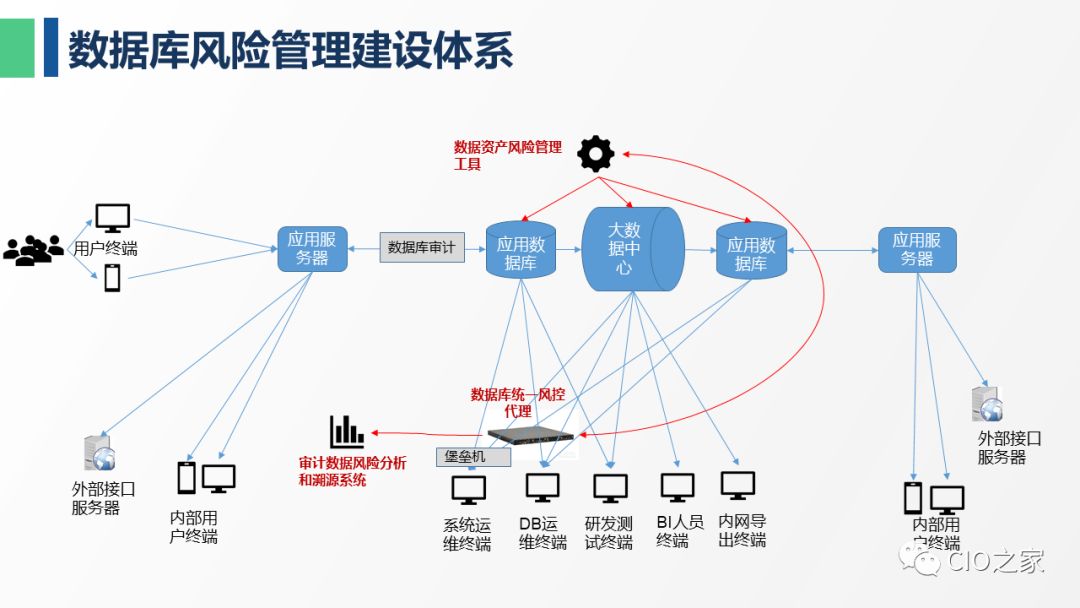 数据库风险管理建设体系
数据资产风险管理
工具
用户终端
应用服
务器
数据库审计
应用数
据库
大数
据中
心
应用数
据库
应用服
务器
数据库统一风控
代理
堡垒机
审计数据风险分析
和溯源系统
外部接口
服务器
内部用
户终端
系统运
维终端
DB运
维终端
研发测
试终端
BI人员
终端
内网导
出终端
外部接口
服务器
内部用
户终端
CIO之家